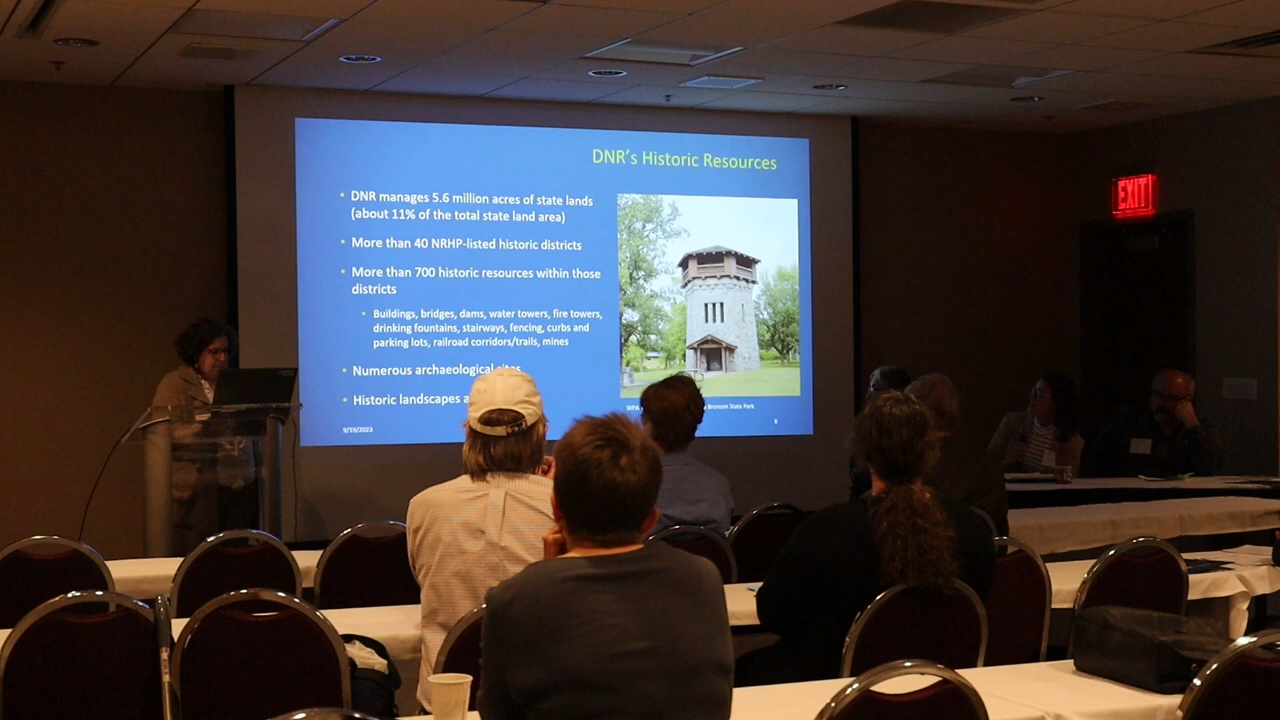 DNR's Historic Resources
• DNR manages 5.6 million acres of state lands
(about 11% of the total state land area)
• More than 40 NRHP-listed historic districts
• More than 700 historic resources within those
districts
• Buildings, bridges, dams, water towers, fire towers,
drinking fountains, stairways, fencing, curbs and
parking lots, railroad corridors/trails, mines
• Numerous archaeological sites
• Historic landscapes a
WPA
Bronson State Park
9/19/2023
8
EXIT